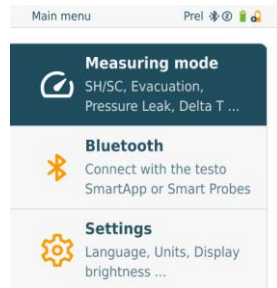 Main menu Prel
Measuring mode
SH/SC, Evacuation,
Pressure Leak, Delta T ...
Bluetooth
Connect with the testo
SmartApp or Smart Probes
Settings
Language, Units, Display
brightness ...